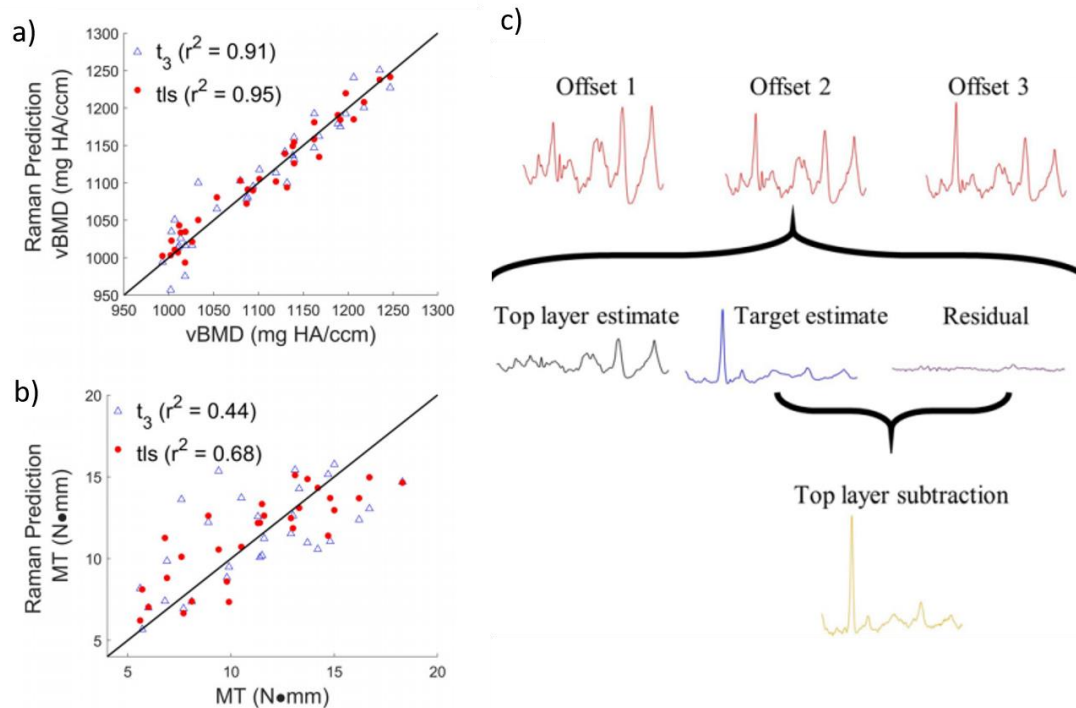 a)
1300
1250
1200
1150
1100
1050
1000
950
Raman Prediction
vBMD (mg HA/ccm)
t3 (r2 = 0.91)
tls (r2 = 0.95)
950 1000 1050 1100 1150 1200 1250 1300
vBMD (mg HA/ccm)
b)
20
15
10
5
Raman Prediction
MT (N•mm)
t3 (r2 = 0.44)
tls (r2 = 0.68)
5 10 15 20
MT (N•mm)
c)
Offset 1 Offset 2 Offset 3
Top layer estimate Target estimate Residual
Top layer subtraction